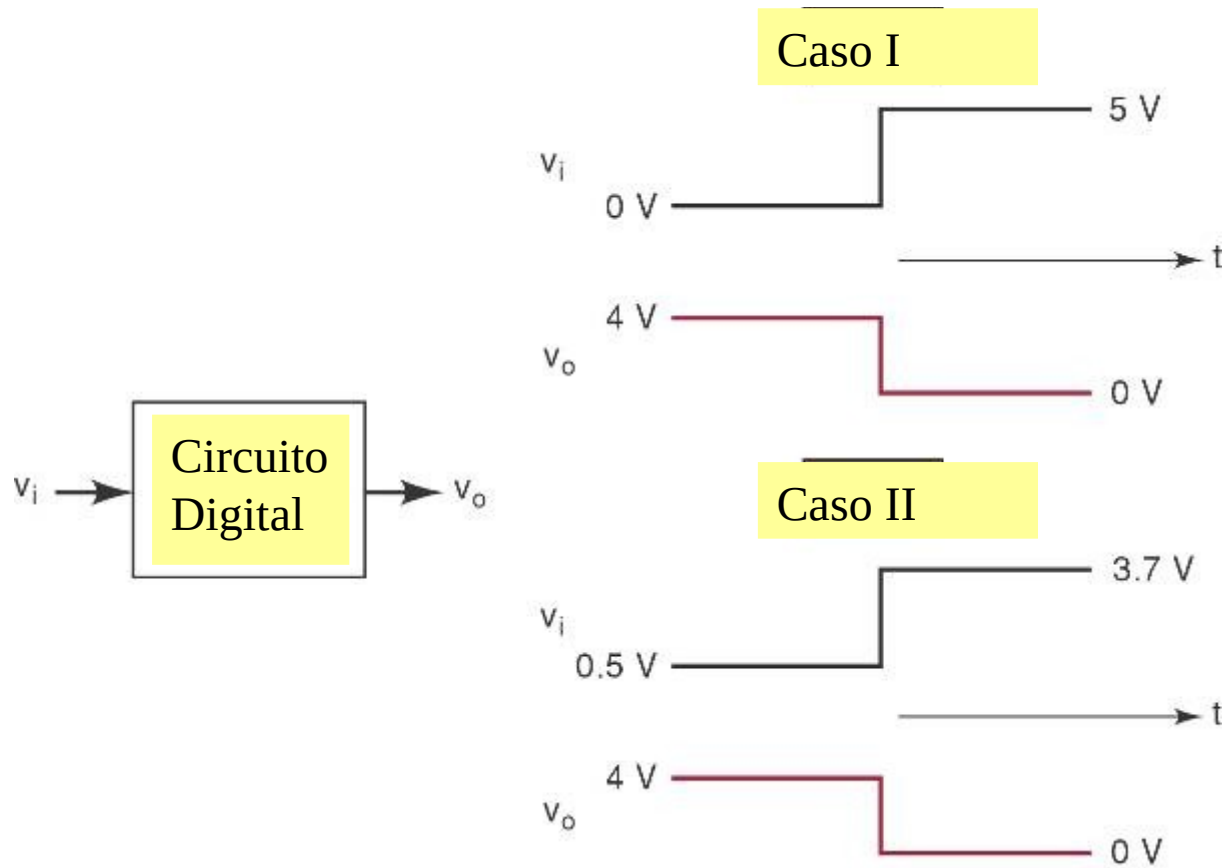 Caso I
5 V
vi
0 V
t
4 V
vo
0 V
Circuito
Digital
vi
vo
Caso II
3.7 V
vi
0.5 V
t
4 V
vo
0 V